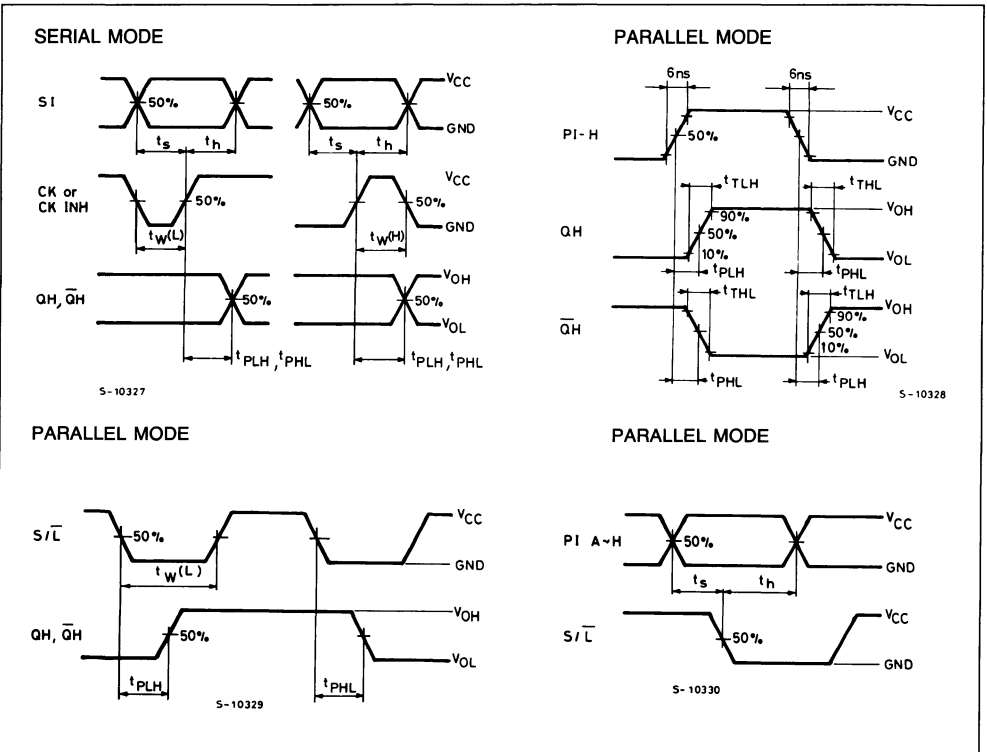 SERIAL MODE
SI
50%
50%
VCC
GND
ts
th
ts
th
CK or
CK INH
50%
50%
VCC
GND
tW(L)
tW(H)
QH, Q̅H
50%
50%
VOH
VOL
tPLH, tPHL
tPLH, tPHL
S-10327
PARALLEL MODE
6ns
6ns
PI-H
50%
VCC
GND
tTLH
tTHL
QH
90%
50%
10%
VOH
VOL
tPLH
tPHL
tTHL
tTLH
Q̅H
VOH
90%
50%
10%
VOL
tPHL
tPLH
S-10328
PARALLEL MODE
S/L̅
50%
VCC
GND
tW(L)
QH, Q̅H
50%
VOH
VOL
tPLH
tPHL
S-10329
PARALLEL MODE
PI A~H
50%
VCC
GND
ts
th
S/L̅
50%
VCC
GND
S-10330